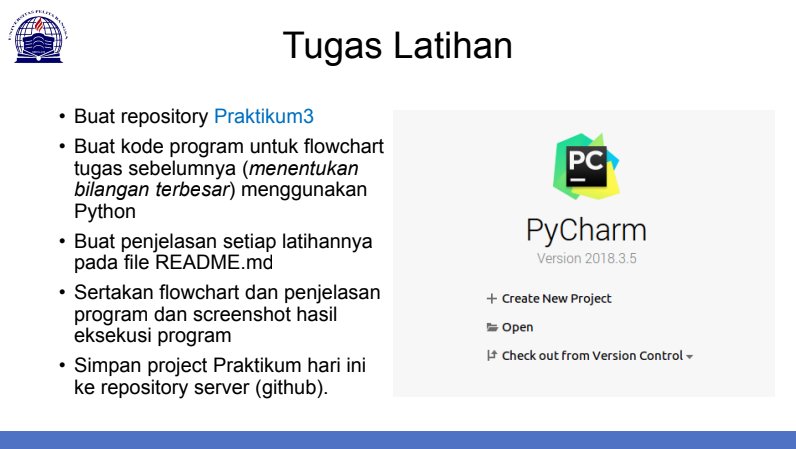 UNIVERSITAS PELITA BANGSA
Tugas Latihan
• Buat repository Praktikum3
• Buat kode program untuk flowchart
tugas sebelumnya (menentukan
bilangan terbesar) menggunakan
Python
• Buat penjelasan setiap latihannya
pada file README.md
• Sertakan flowchart dan penjelasan
program dan screenshot hasil
eksekusi program
• Simpan project Praktikum hari ini
ke repository server (github).
PC
PyCharm
Version 2018.3.5
Create New Project
Open
Check out from Version Control